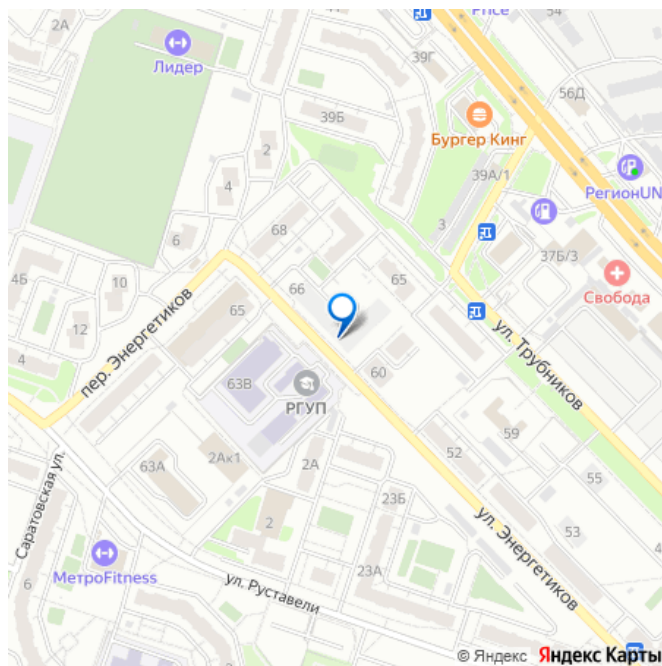 Price
54
2А
Лидер
39Г
56Д
39Б
Бургер Кинг
2
39А/1
РегионUN
4
3
68
6
37Б/3
4Б
10
66
65
Свобода
12
65
пер. Энергетиков
ул. Трубников
4
63В
60
РГУП
59
52
2Ак1
63А
2А
55
Саратовская ул.
23Б
2
53
ул. Энергетиков
МетроFitness
23А
6
ул. Руставели
© Яндекс Яндекс Карты